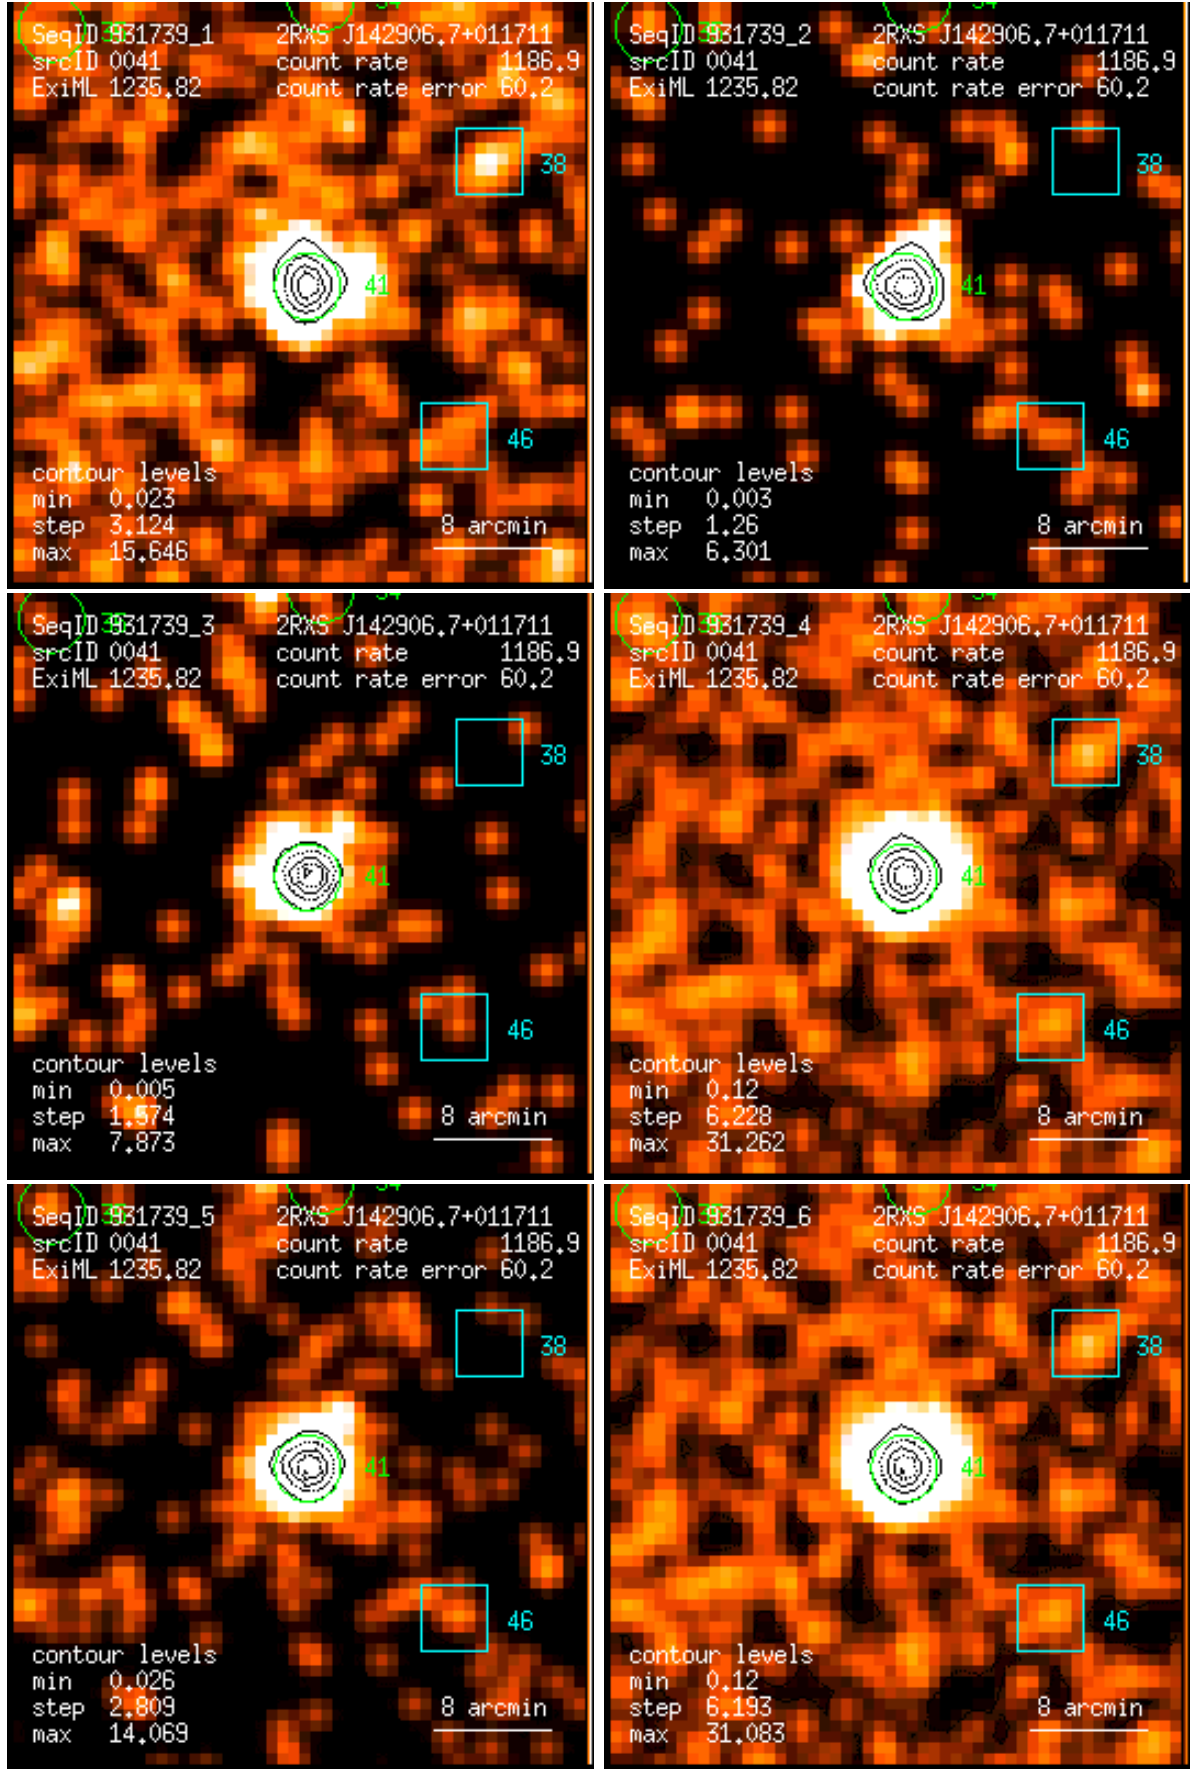 34
SeqID 931739_1 2RXS J142906.7+011711
srcID 0041 count rate 1186.9
ExiML 1235.82 count rate error 60.2
38
41
46
contour levels
min 0.023
step 3.124 8 arcmin
max 15.646
34
SeqID 931739_2 2RXS J142906.7+011711
srcID 0041 count rate 1186.9
ExiML 1235.82 count rate error 60.2
38
41
46
contour levels
min 0.003
step 1.26 8 arcmin
max 6.301
34
SeqID 931739_3 2RXS J142906.7+011711
srcID 0041 count rate 1186.9
ExiML 1235.82 count rate error 60.2
38
41
46
contour levels
min 0.005
step 1.574 8 arcmin
max 7.873
34
SeqID 931739_4 2RXS J142906.7+011711
srcID 0041 count rate 1186.9
ExiML 1235.82 count rate error 60.2
38
41
46
contour levels
min 0.12
step 6.228 8 arcmin
max 31.262
34
SeqID 931739_5 2RXS J142906.7+011711
srcID 0041 count rate 1186.9
ExiML 1235.82 count rate error 60.2
38
41
46
contour levels
min 0.026
step 2.809 8 arcmin
max 14.069
34
SeqID 931739_6 2RXS J142906.7+011711
srcID 0041 count rate 1186.9
ExiML 1235.82 count rate error 60.2
38
41
46
contour levels
min 0.12
step 6.193 8 arcmin
max 31.083